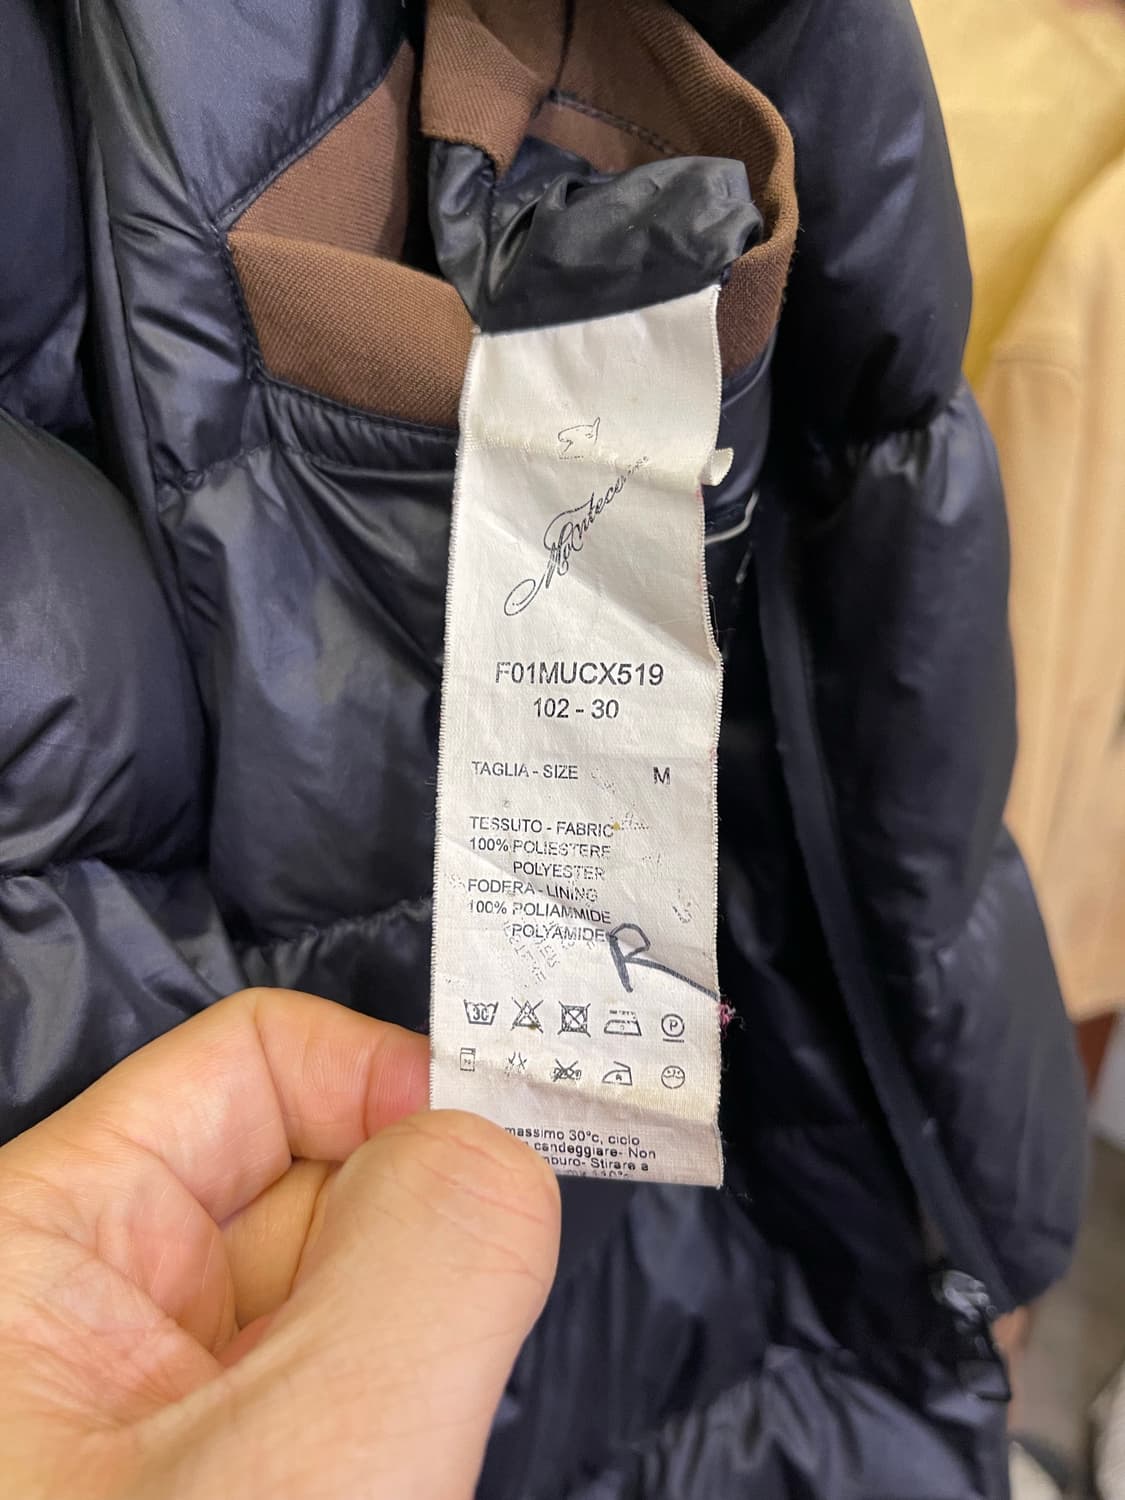 F01MUCX519
102 - 30
TAGLIA - SIZE M
TESSUTO - FABRIC
100% POLIESTERE
POLYESTER
FODERA - LINING
100% POLIAMMIDE
POLYAMIDE
R
30
P
massimo 30°c, ciclo
candeggiare- Non
Stirare a